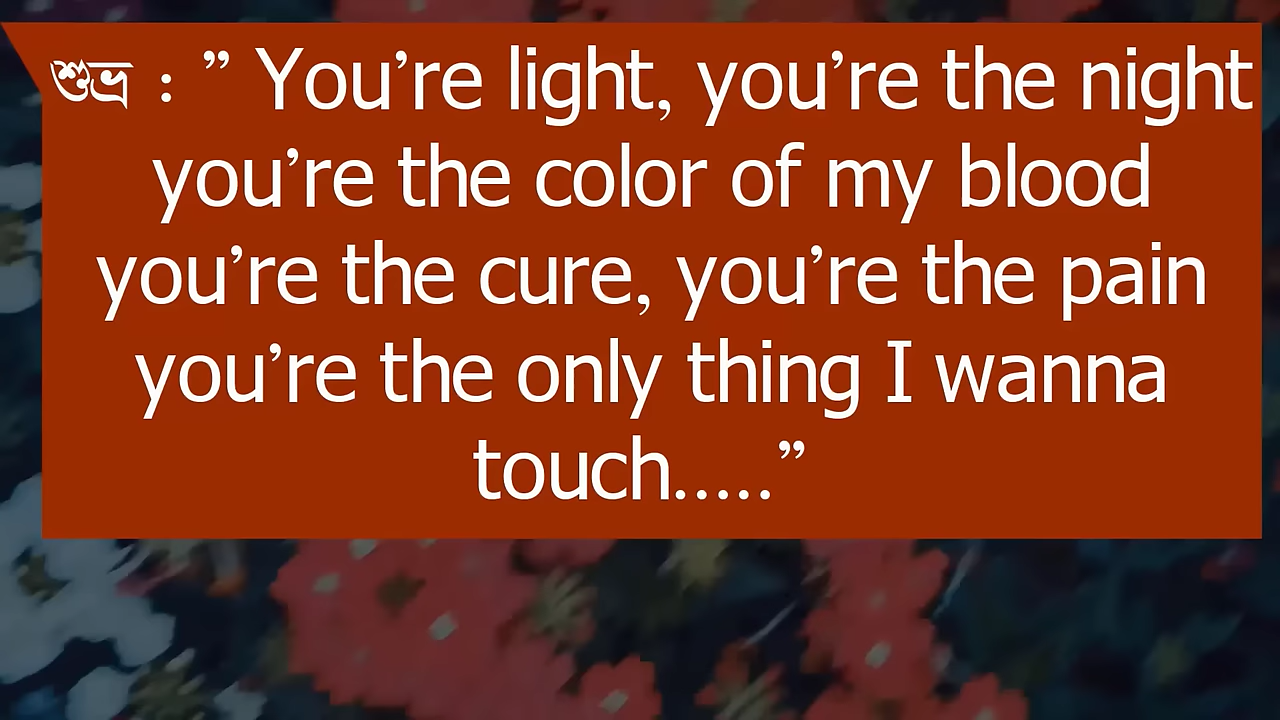 শুভ্র : ” You’re light, you’re the night
you’re the color of my blood
you’re the cure, you’re the pain
you’re the only thing I wanna
touch.....”